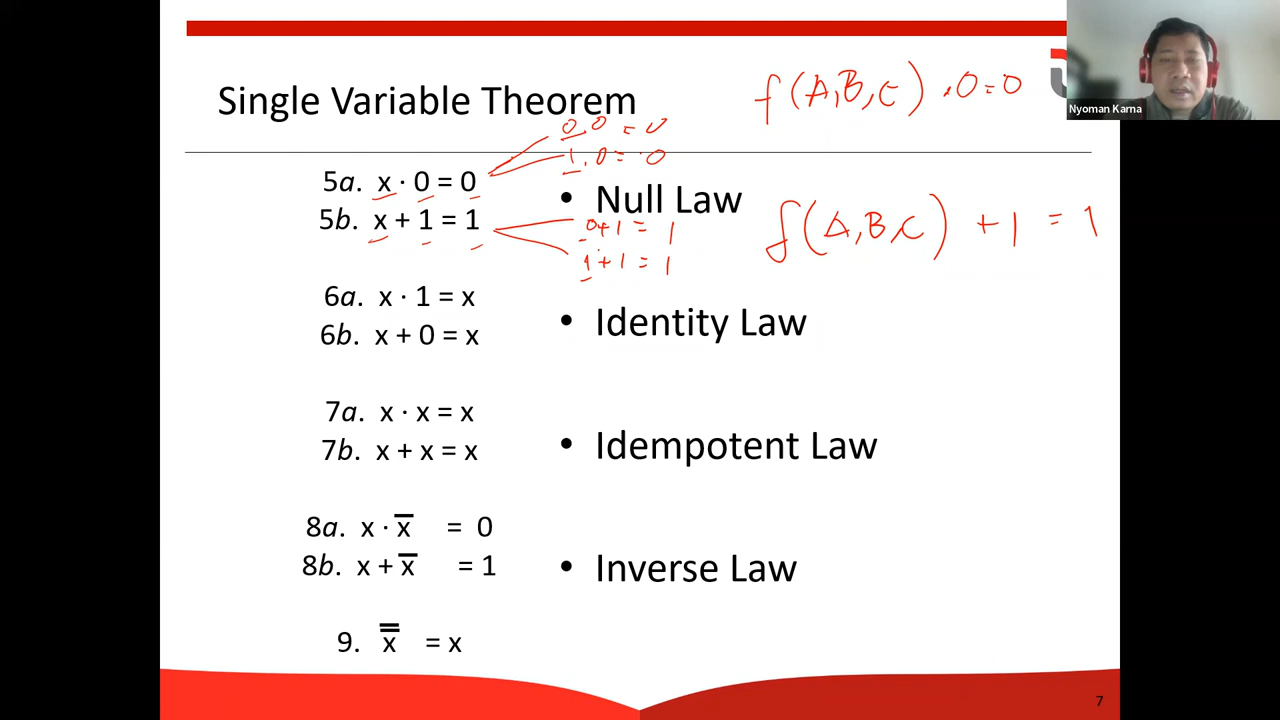 Single Variable Theorem
f(A,B,C) . 0 = 0
Nyoman Karna
0.0 = 0
1.0 = 0
5a. x · 0 = 0
5b. x + 1 = 1
• Null Law
0+1 = 1
1+1 = 1
f(A,B,C) + 1 = 1
6a. x · 1 = x
6b. x + 0 = x
• Identity Law
7a. x · x = x
7b. x + x = x
• Idempotent Law
8a. x · x̅ = 0
8b. x + x̅ = 1
• Inverse Law
9. x̿ = x
7